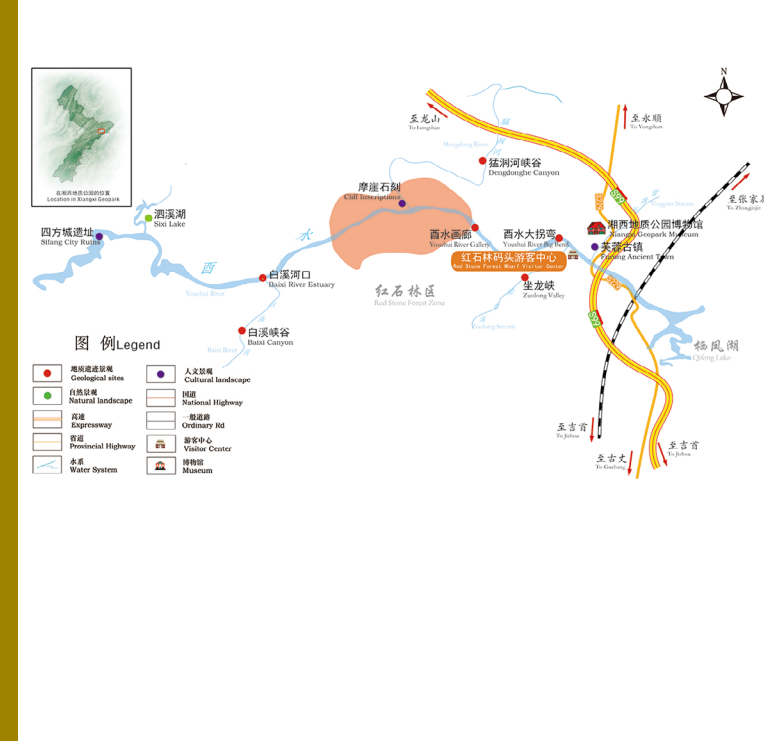 N
至龙山
To Longshan
至永顺
To Yongshun
猛洞河
Mengdong River
猛洞河峡谷
Dengdonghe Canyon
在湘西地质公园的位置
Location in Xiangxi Geopark
摩崖石刻
Cliff Inscriptions
泗溪湖
Sixi Lake
四方城遗址
Sifang City Ruins
酉水画廊
Youshui River Gallery
酉水大拐弯
Youshui River Big Bend
湘西地质公园博物馆
Xiangxi Geopark Museum
芙蓉古镇
Furong Ancient Town
红石林码头游客中心
Red Stone Forest Wharf Visitor Center
酉水
Youshui River
白溪河口
Baixi River Estuary
红石林区
Red Stone Forest Zone
坐龙峡
Zuolong Valley
白溪峡谷
Baixi Canyon
栖凤湖
Qifeng Lake
图 例Legend
地质遗迹景观
Geological sites
人文景观
Cultural landscape
自然景观
Natural landscape
国道
National Highway
高速
Expressway
一般道路
Ordinary Rd
省道
Provincial Highway
游客中心
Visitor Center
水系
Water System
博物馆
Museum
至吉首
To Jishou
至古丈
To Guzhang
至吉首
To Jishou